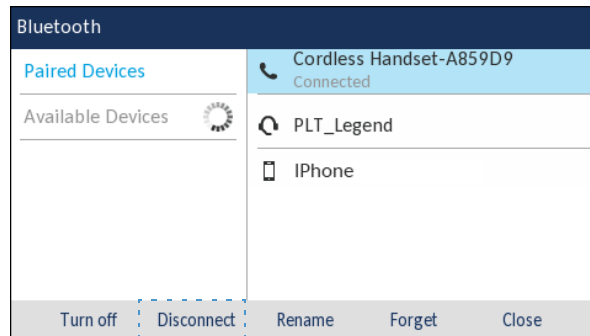 Bluetooth
Paired Devices
Available Devices
Cordless Handset-A859D9
Connected
PLT_Legend
IPhone
Turn off Disconnect Rename Forget Close